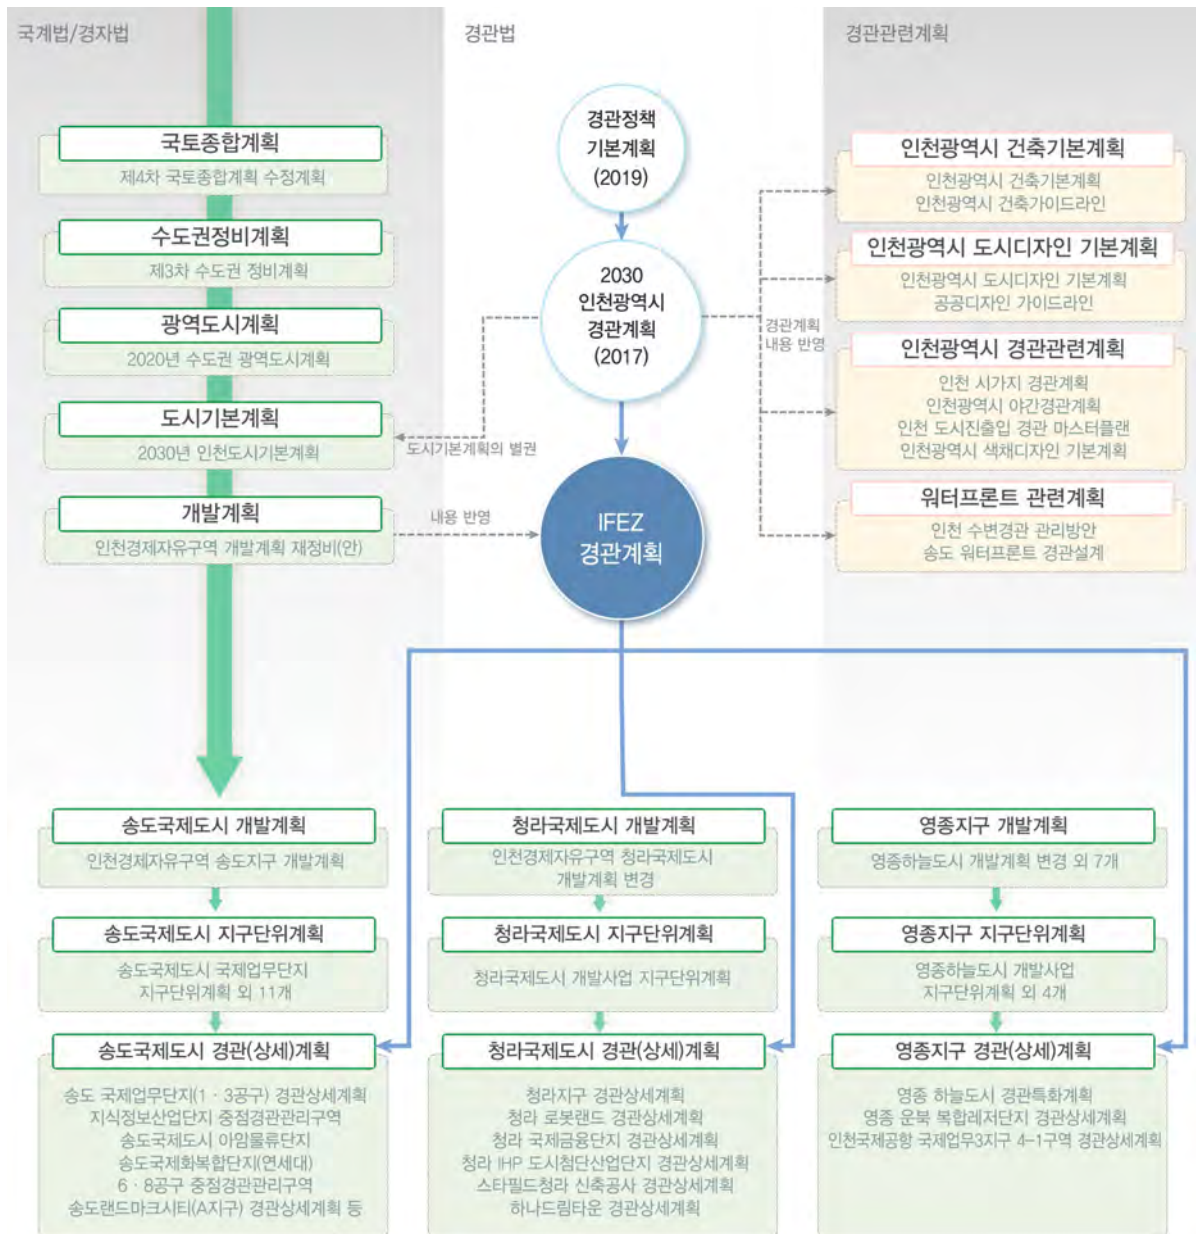 국계법/경자법
경관법
경관관련계획
국토종합계획
제4차 국토종합계획 수정계획
수도권정비계획
제3차 수도권 정비계획
광역도시계획
2020년 수도권 광역도시계획
도시기본계획
2030년 인천도시기본계획
개발계획
인천경제자유구역 개발계획 재정비(안)
경관정책
기본계획
(2019)
2030
인천광역시
경관계획
(2017)
도시기본계획의 별권
내용 반영
IFEZ
경관계획
경관계획
내용 반영
인천광역시 건축기본계획
인천광역시 건축기본계획
인천광역시 건축가이드라인
인천광역시 도시디자인 기본계획
인천광역시 도시디자인 기본계획
공공디자인 가이드라인
인천광역시 경관관련계획
인천 시가지 경관계획
인천광역시 야간경관계획
인천 도시진출입 경관 마스터플랜
인천광역시 색채디자인 기본계획
워터프론트 관련계획
인천 수변경관 관리방안
송도 워터프론트 경관설계
송도국제도시 개발계획
인천경제자유구역 송도지구 개발계획
송도국제도시 지구단위계획
송도국제도시 국제업무단지
지구단위계획 외 11개
송도국제도시 경관(상세)계획
송도 국제업무단지(1 · 3공구) 경관상세계획
지식정보산업단지 중점경관관리구역
송도국제도시 아암물류단지
송도국제화복합단지(연세대)
6 · 8공구 중점경관관리구역
송도랜드마크시티(A지구) 경관상세계획 등
청라국제도시 개발계획
인천경제자유구역 청라국제도시
개발계획 변경
청라국제도시 지구단위계획
청라국제도시 개발사업 지구단위계획
청라국제도시 경관(상세)계획
청라지구 경관상세계획
청라 로봇랜드 경관상세계획
청라 국제금융단지 경관상세계획
청라 IHP 도시첨단산업단지 경관상세계획
스타필드청라 신축공사 경관상세계획
하나드림타운 경관상세계획
영종지구 개발계획
영종하늘도시 개발계획 변경 외 7개
영종지구 지구단위계획
영종하늘도시 개발사업
지구단위계획 외 4개
영종지구 경관(상세)계획
영종 하늘도시 경관특화계획
영종 운북 복합레저단지 경관상세계획
인천국제공항 국제업무3지구 4-1구역 경관상세계획